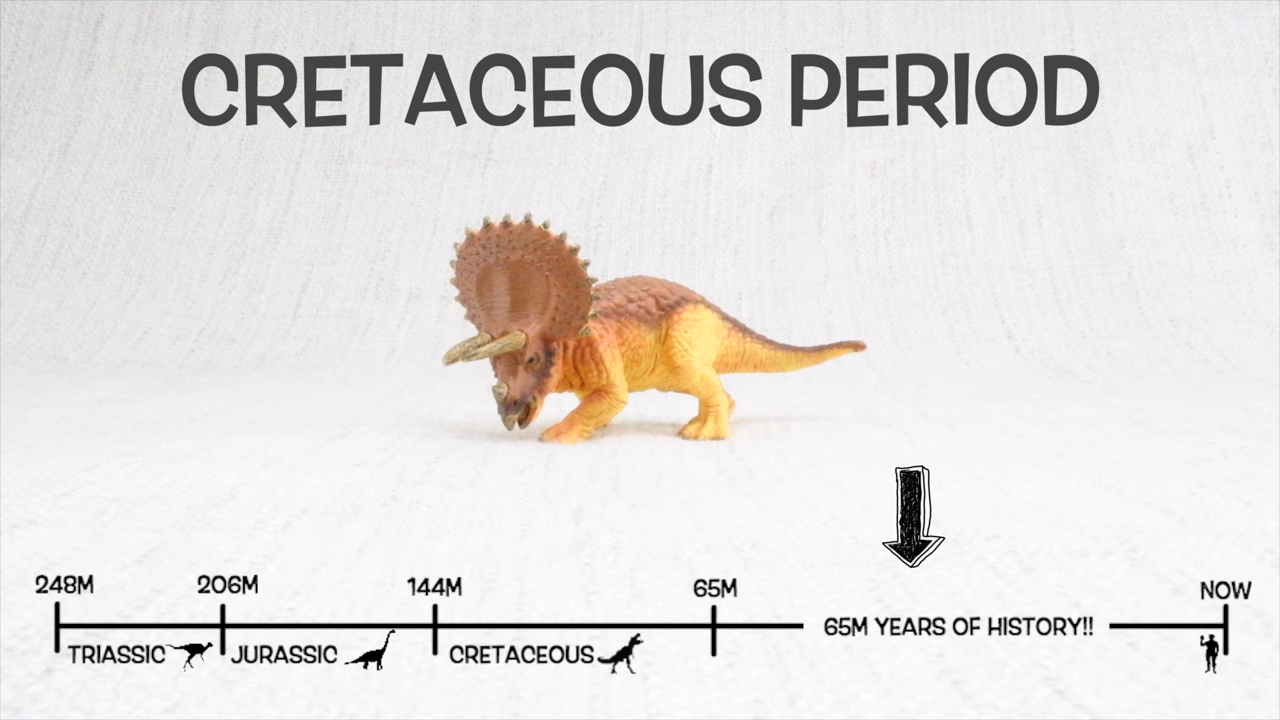 CRETACEOUS PERIOD
248M 206M 144M 65M NOW
65M YEARS OF HISTORY!!
TRIASSIC JURASSIC CRETACEOUS